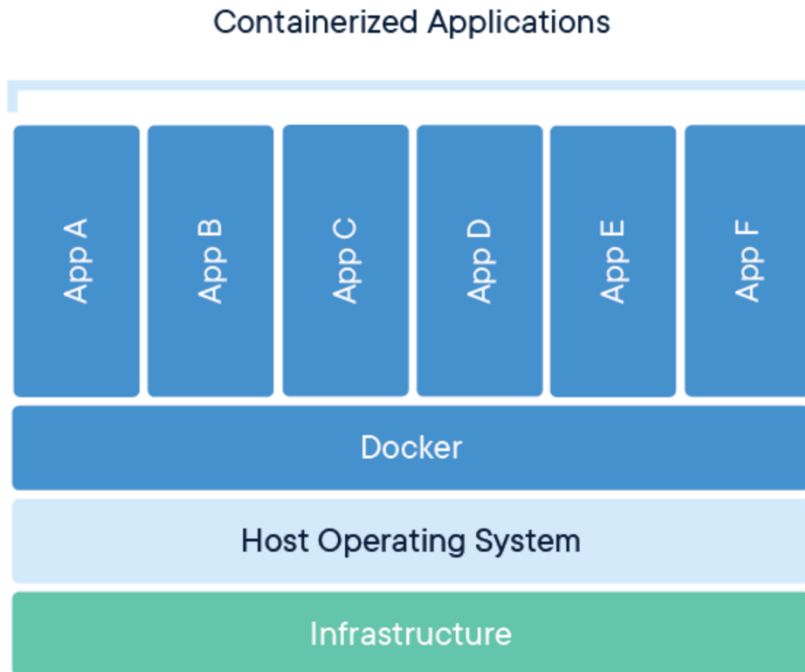 Containerized Applications
App A
App B
App C
App D
App E
App F
Docker
Host Operating System
Infrastructure